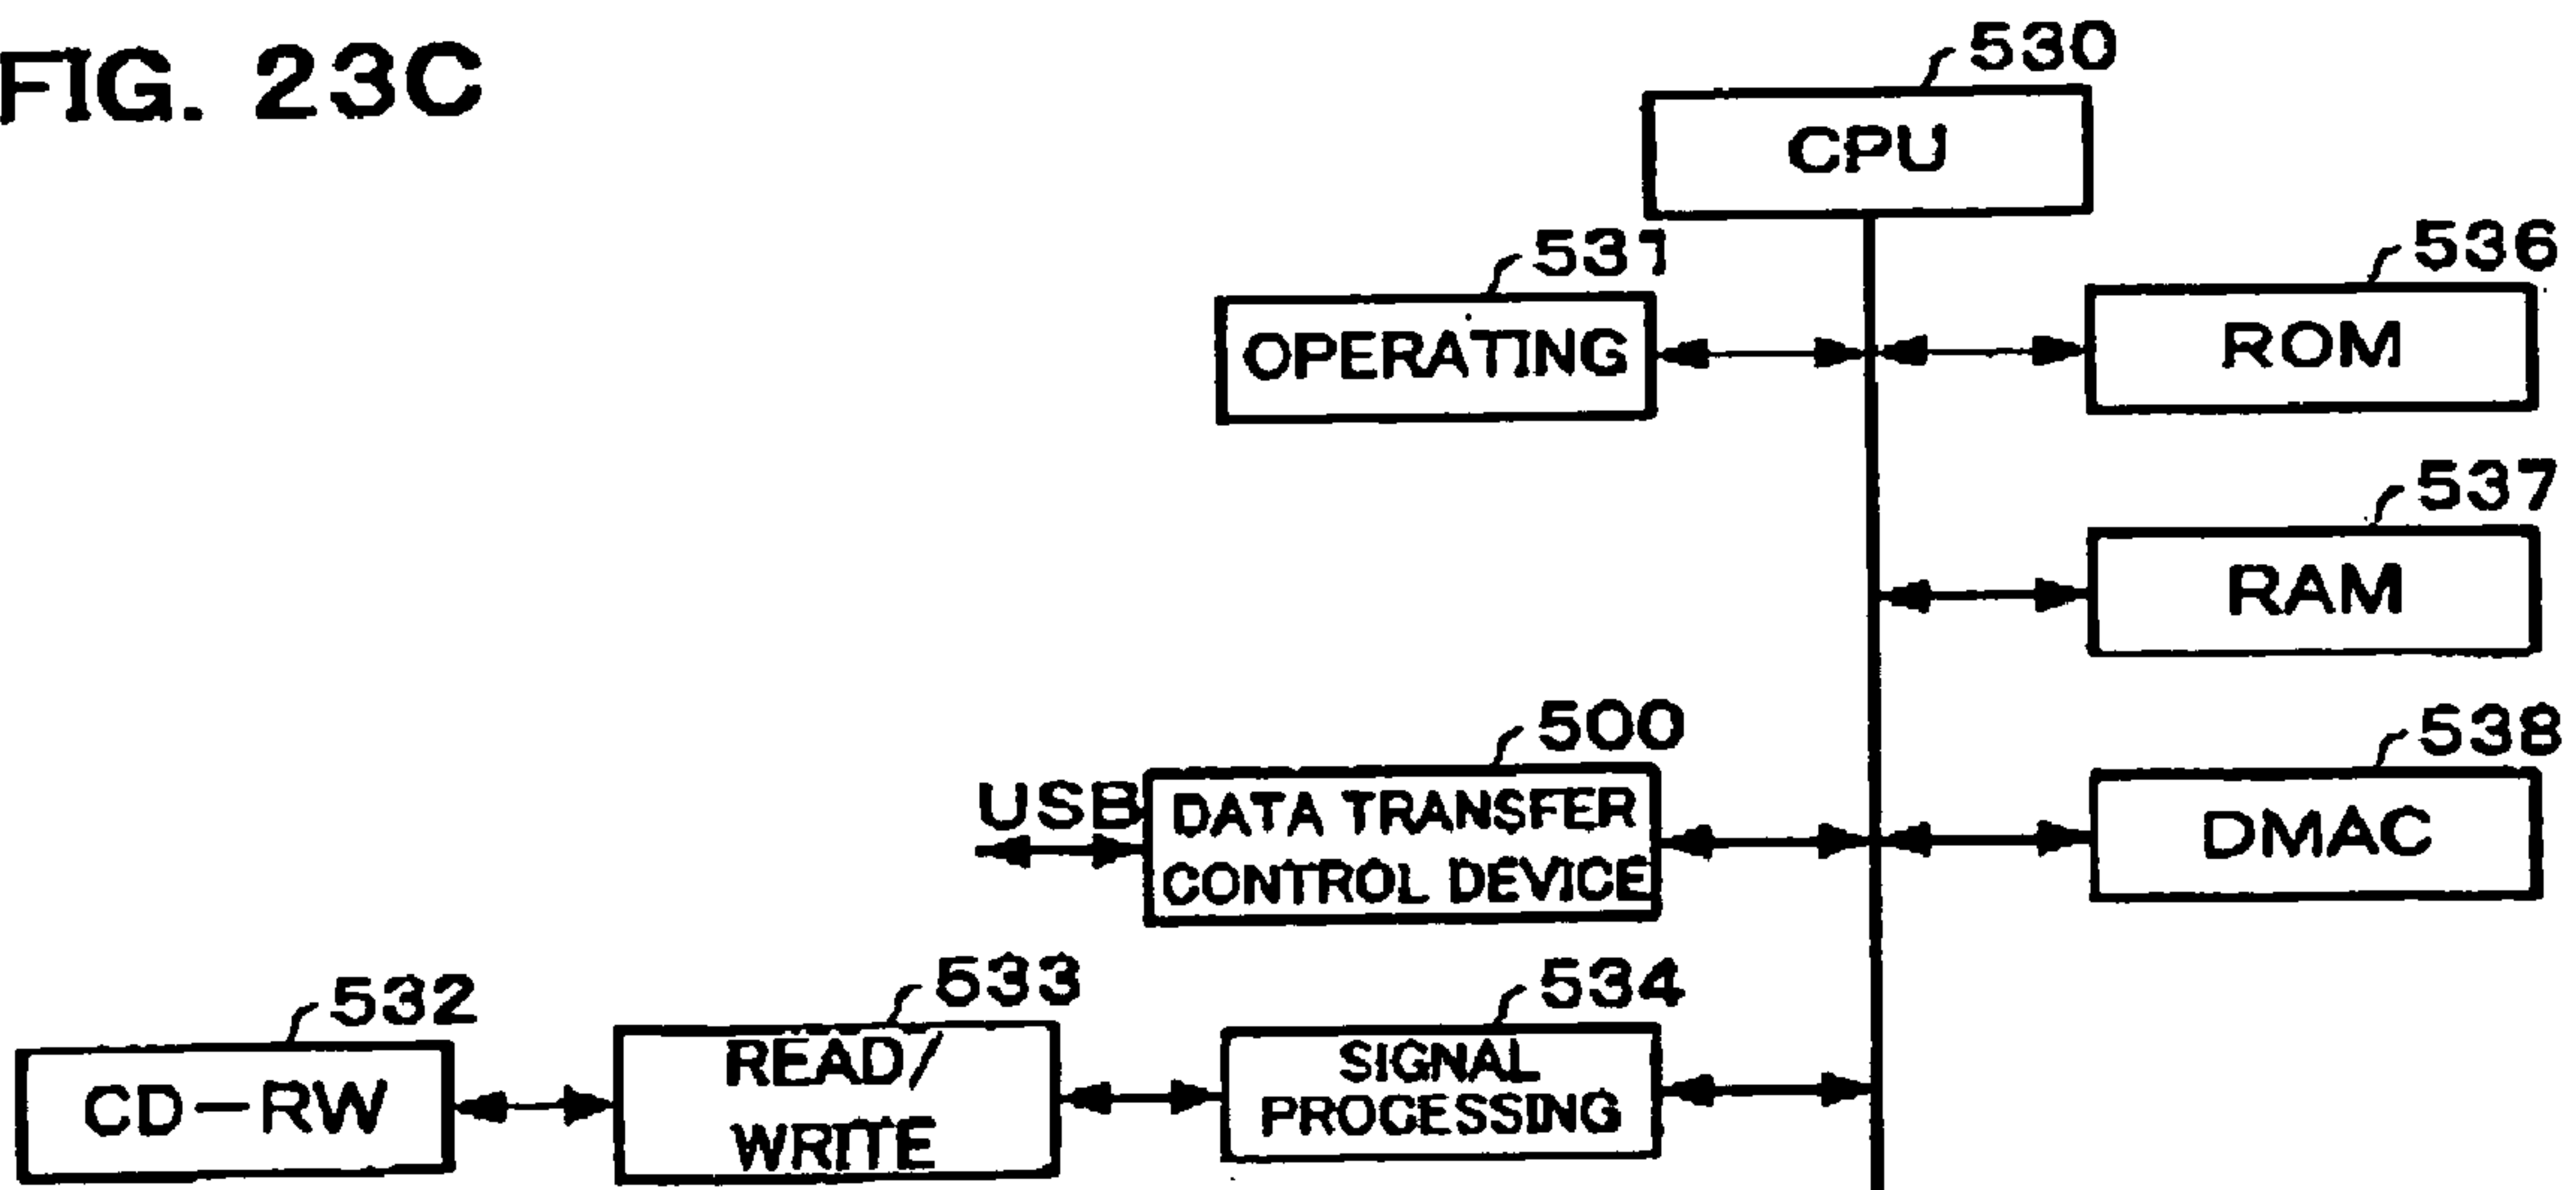 FIG. 23C
530
CPU
531
OPERATING
536
ROM
537
RAM
500
USB
DATA TRANSFER
CONTROL DEVICE
538
DMAC
532
CD-RW
533
READ/
WRITE
534
SIGNAL
PROCESSING